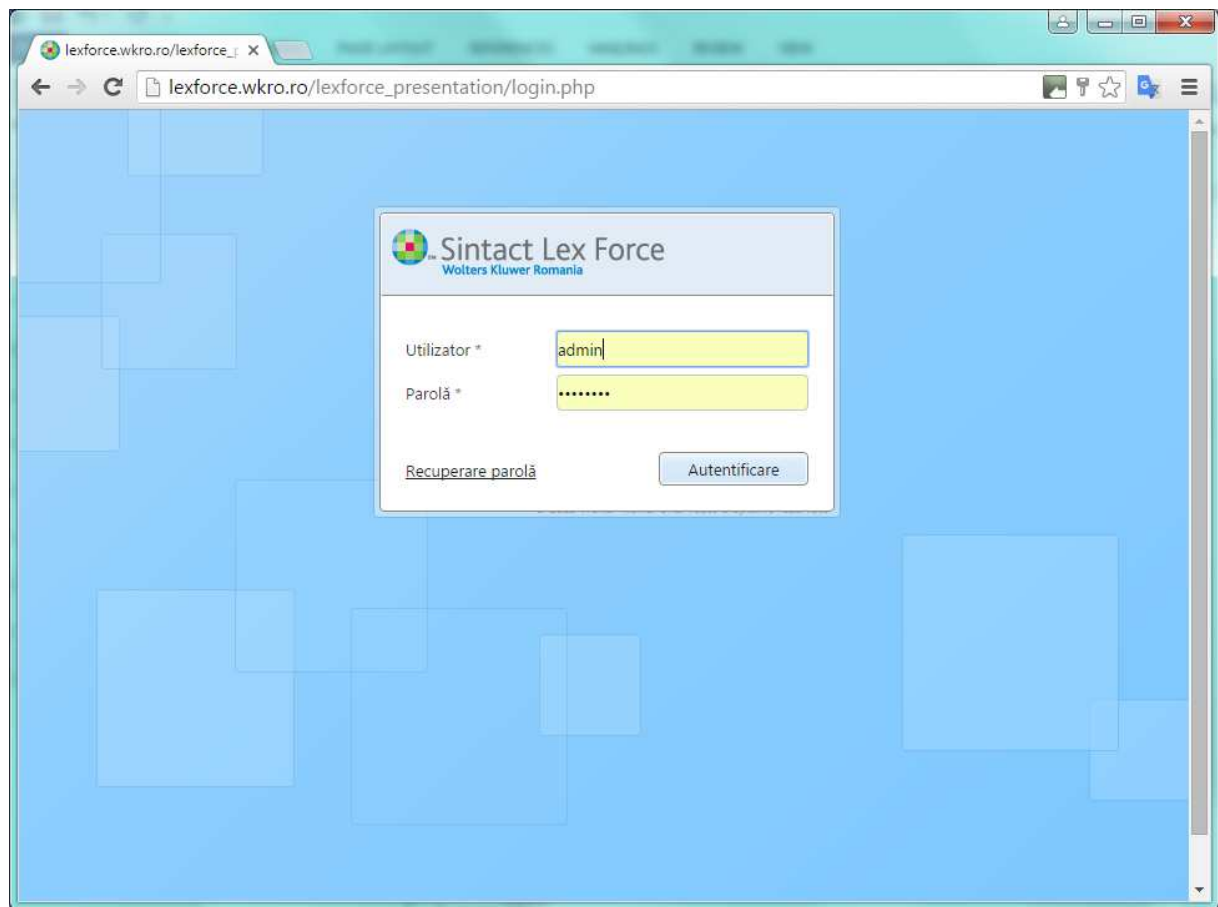 lexforce.wkro.ro/lexforce_p
lexforce.wkro.ro/lexforce_presentation/login.php
Sintact Lex Force
Wolters Kluwer Romania
Utilizator *
admin
Parolă *
••••••••
Recuperare parolă
Autentificare